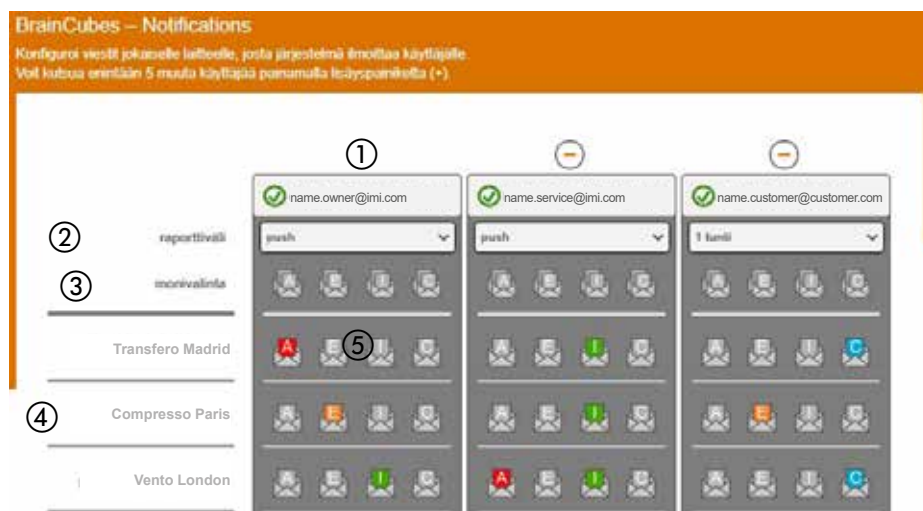 BrainCubes – Notifications
Konfiguroi viestit jokaiselle laitteelle, josta järjestelmä ilmoittaa käyttäjälle.
Voit kutsua enintään 5 muuta käyttäjää painamalla lisäyspainiketta (+).
①
name.owner@imi.com name.service@imi.com name.customer@customer.com
② raporttiväli push push 1 tunti
③ monivalinta A E I C A E I C A E I C
Transfero Madrid A E ⑤ I C A E I C A E I C
④ Compresso Paris A E I C A E I C A E I C
Vento London A E I C A E I C A E I C